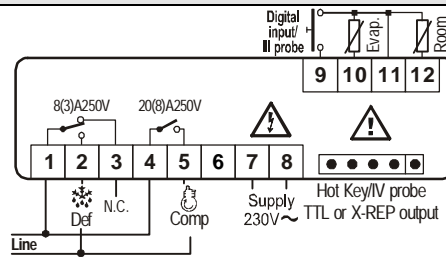 Digital
input/
III probe
Evap.
Room
9 10 11 12
8(3)A250V 20(8)A250V
1 2 3 4 5 6 7 8
Def
N.C.
Comp
Supply
230V～
Hot Key/IV probe
TTL or X-REP output
Line